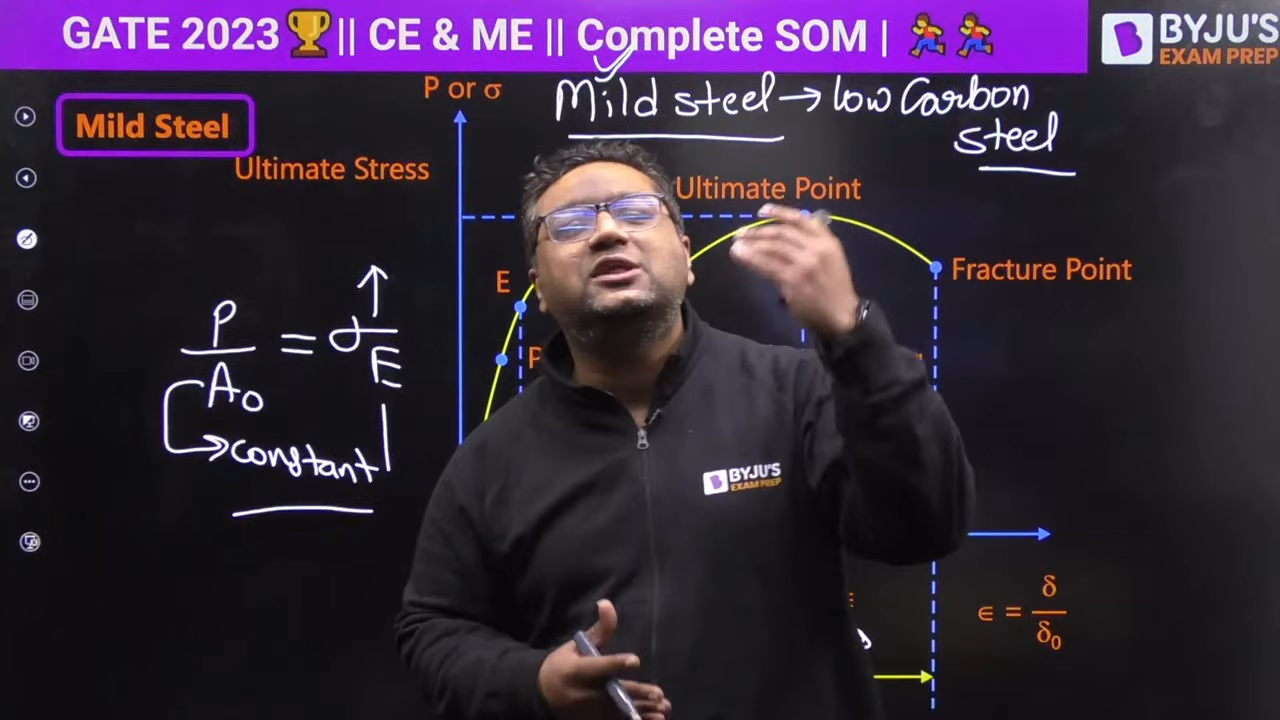 GATE 2023🏆|| CE & ME || Complete SOM | 🏃🏃
BYJU'S
EXAM PREP
P or σ
Mild steel → low Carbon
steel
Mild Steel
Ultimate Stress
Ultimate Point
E
Fracture Point
P/A₀ = σ_E ↑
P
constant
BYJU'S
EXAM PREP
ϵ = δ/δ₀